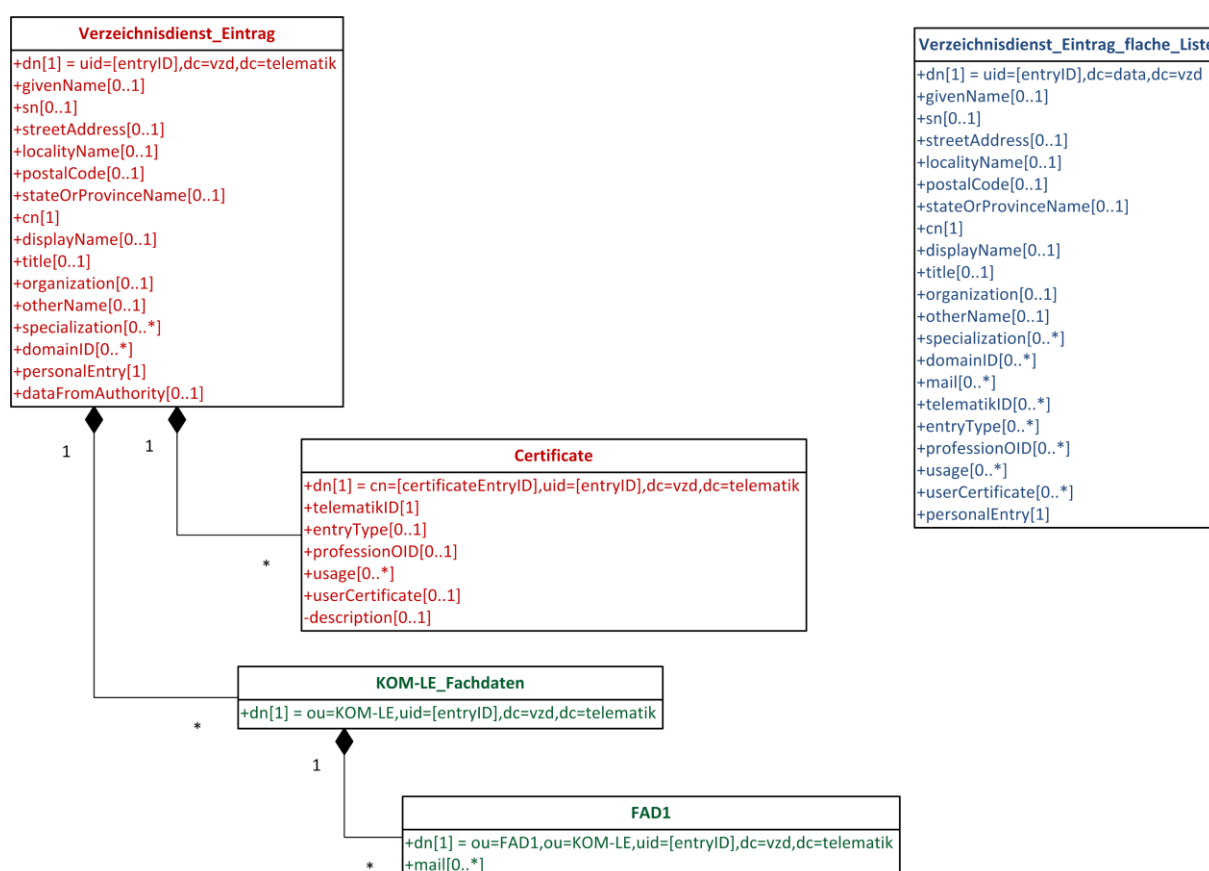 Verzeichnisdienst_Eintrag
+dn[1] = uid=[entryID],dc=vzd,dc=telematik
+givenName[0..1]
+sn[0..1]
+streetAddress[0..1]
+localityName[0..1]
+postalCode[0..1]
+stateOrProvinceName[0..1]
+cn[1]
+displayName[0..1]
+title[0..1]
+organization[0..1]
+otherName[0..1]
+specialization[0..*]
+domainID[0..*]
+personalEntry[1]
+dataFromAuthority[0..1]
Verzeichnisdienst_Eintrag_flache_Liste
+dn[1] = uid=[entryID],dc=data,dc=vzd
+givenName[0..1]
+sn[0..1]
+streetAddress[0..1]
+localityName[0..1]
+postalCode[0..1]
+stateOrProvinceName[0..1]
+cn[1]
+displayName[0..1]
+title[0..1]
+organization[0..1]
+otherName[0..1]
+specialization[0..*]
+domainID[0..*]
+mail[0..*]
+telematikID[0..*]
+entryType[0..*]
+professionOID[0..*]
+usage[0..*]
+userCertificate[0..*]
+personalEntry[1]
1
1
Certificate
+dn[1] = cn=[certificateEntryID],uid=[entryID],dc=vzd,dc=telematik
+telematikID[1]
+entryType[0..1]
+professionOID[0..1]
+usage[0..*]
+userCertificate[0..1]
-description[0..1]
*
KOM-LE_Fachdaten
+dn[1] = ou=KOM-LE,uid=[entryID],dc=vzd,dc=telematik
*
1
FAD1
+dn[1] = ou=FAD1,ou=KOM-LE,uid=[entryID],dc=vzd,dc=telematik
+mail[0..*]
*